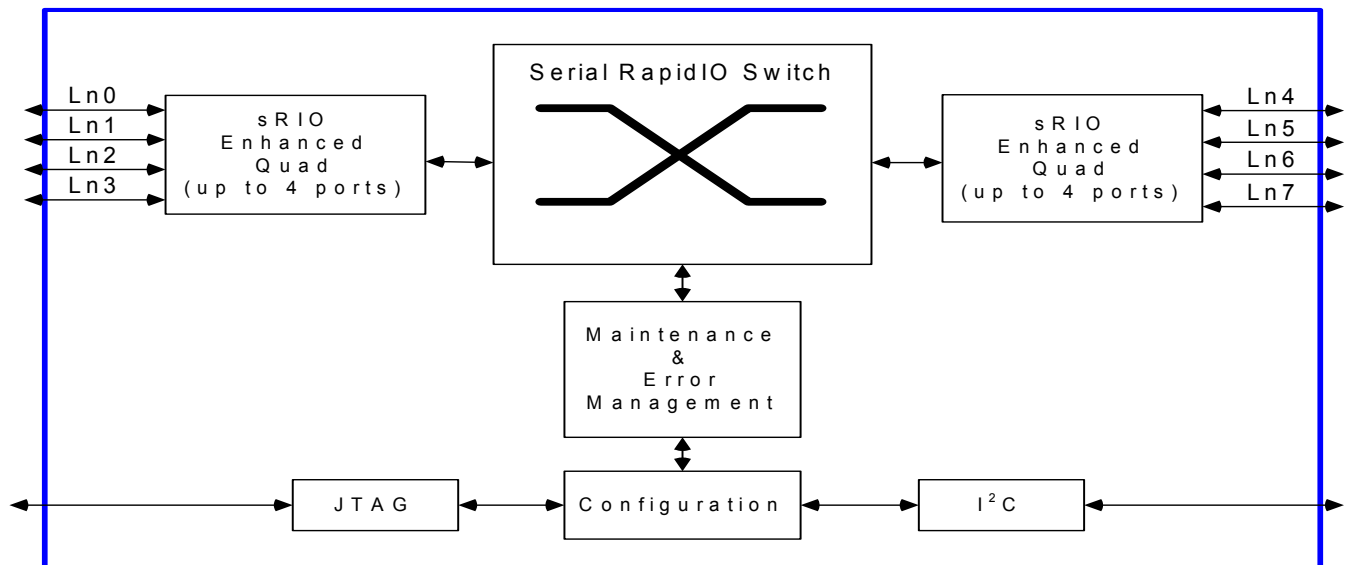 Serial RapidIO Switch
Ln0
Ln1
Ln2
Ln3
sRIO
Enhanced
Quad
(up to 4 ports)
sRIO
Enhanced
Quad
(up to 4 ports)
Ln4
Ln5
Ln6
Ln7
Maintenance
&
Error
Management
JTAG
Configuration
I²C